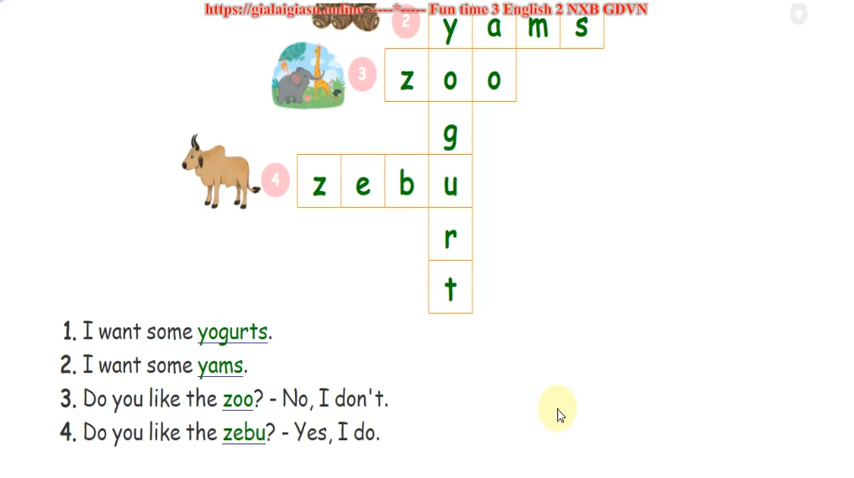 https://gialaigiasu.online -----*----- Fun time 3 English 2 NXB GDVN
2 y a m s
3 z o o
g
4 z e b u
r
t
1. I want some yogurts.
2. I want some yams.
3. Do you like the zoo? - No, I don't.
4. Do you like the zebu? - Yes, I do.